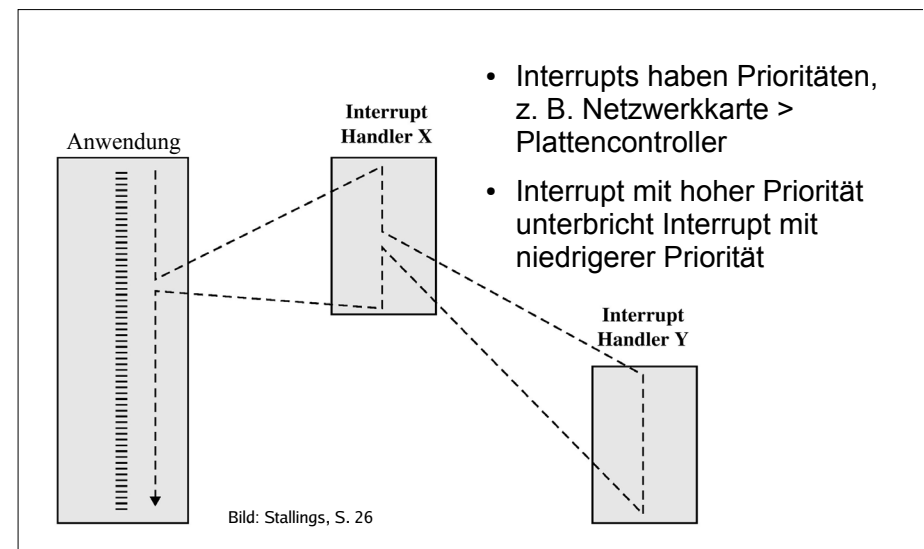 • Interrupts haben Prioritäten,
z. B. Netzwerkkarte >
Plattencontroller
• Interrupt mit hoher Priorität
unterbricht Interrupt mit
niedrigerer Priorität
Anwendung
Interrupt
Handler X
Interrupt
Handler Y
Bild: Stallings, S. 26